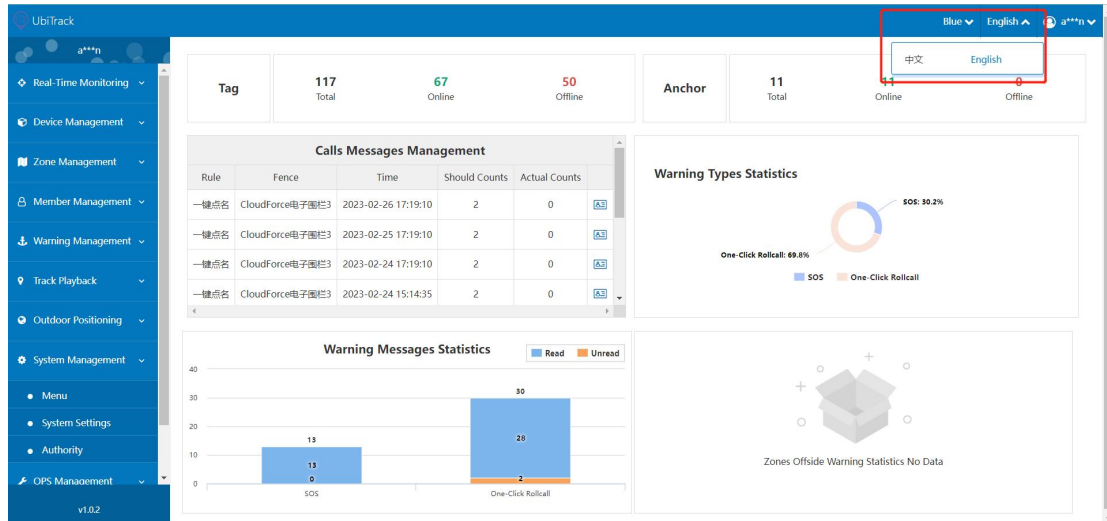 UbiTrack
Blue English a***n
中文 English
a***n
Real-Time Monitoring
Device Management
Zone Management
Member Management
Warning Management
Track Playback
Outdoor Positioning
System Management
Menu
System Settings
Authority
OPS Management
v1.0.2
Tag
117 67 50
Total Online Offline
Anchor
11 11 0
Total Online Offline
Calls Messages Management
Rule Fence Time Should Counts Actual Counts
一键点名 CloudForce电子围栏3 2023-02-26 17:19:10 2 0
一键点名 CloudForce电子围栏3 2023-02-25 17:19:10 2 0
一键点名 CloudForce电子围栏3 2023-02-24 17:19:10 2 0
一键点名 CloudForce电子围栏3 2023-02-24 15:14:35 2 0
Warning Types Statistics
SOS: 30.2%
One-Click Rollcall: 69.8%
SOS One-Click Rollcall
Warning Messages Statistics
Read Unread
40
30
20
10
0
13
13
0
30
28
2
SOS One-Click Rollcall
Zones Offside Warning Statistics No Data